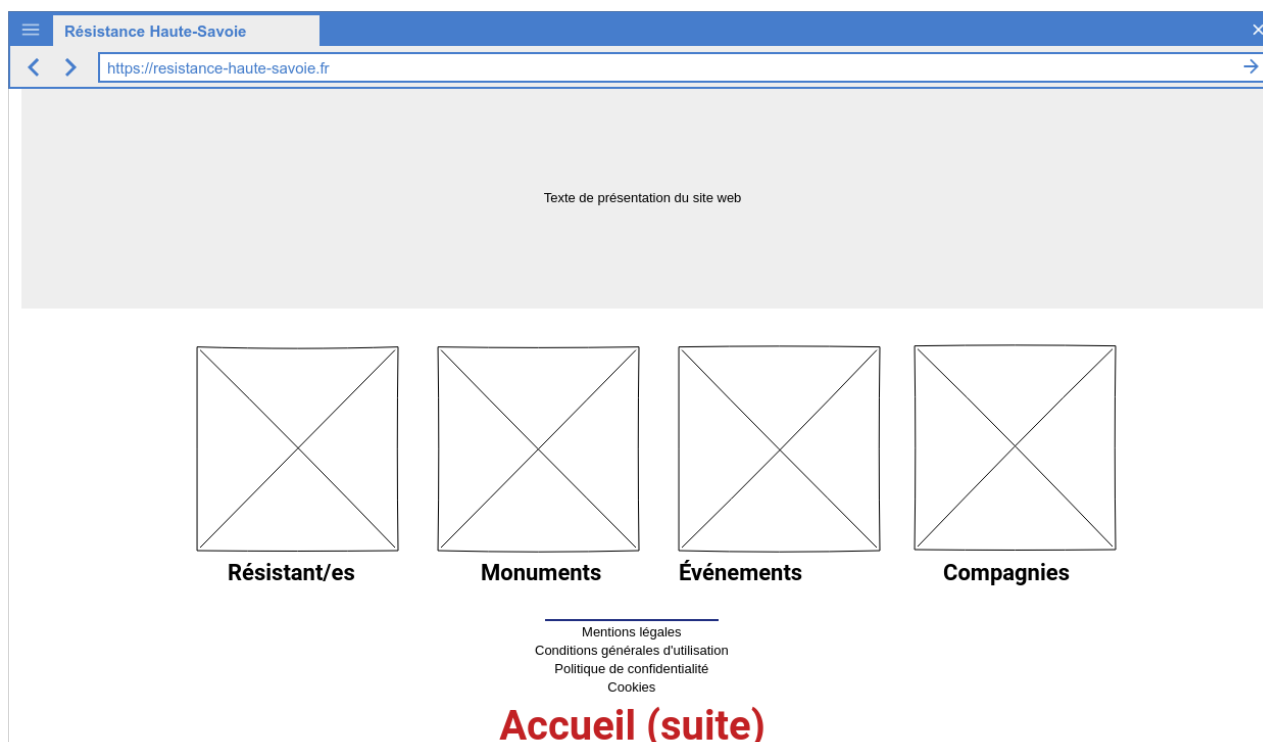 Résistance Haute-Savoie
https://resistance-haute-savoie.fr
Texte de présentation du site web
Résistant/es
Monuments
Événements
Compagnies
Mentions légales
Conditions générales d'utilisation
Politique de confidentialité
Cookies
Accueil (suite)